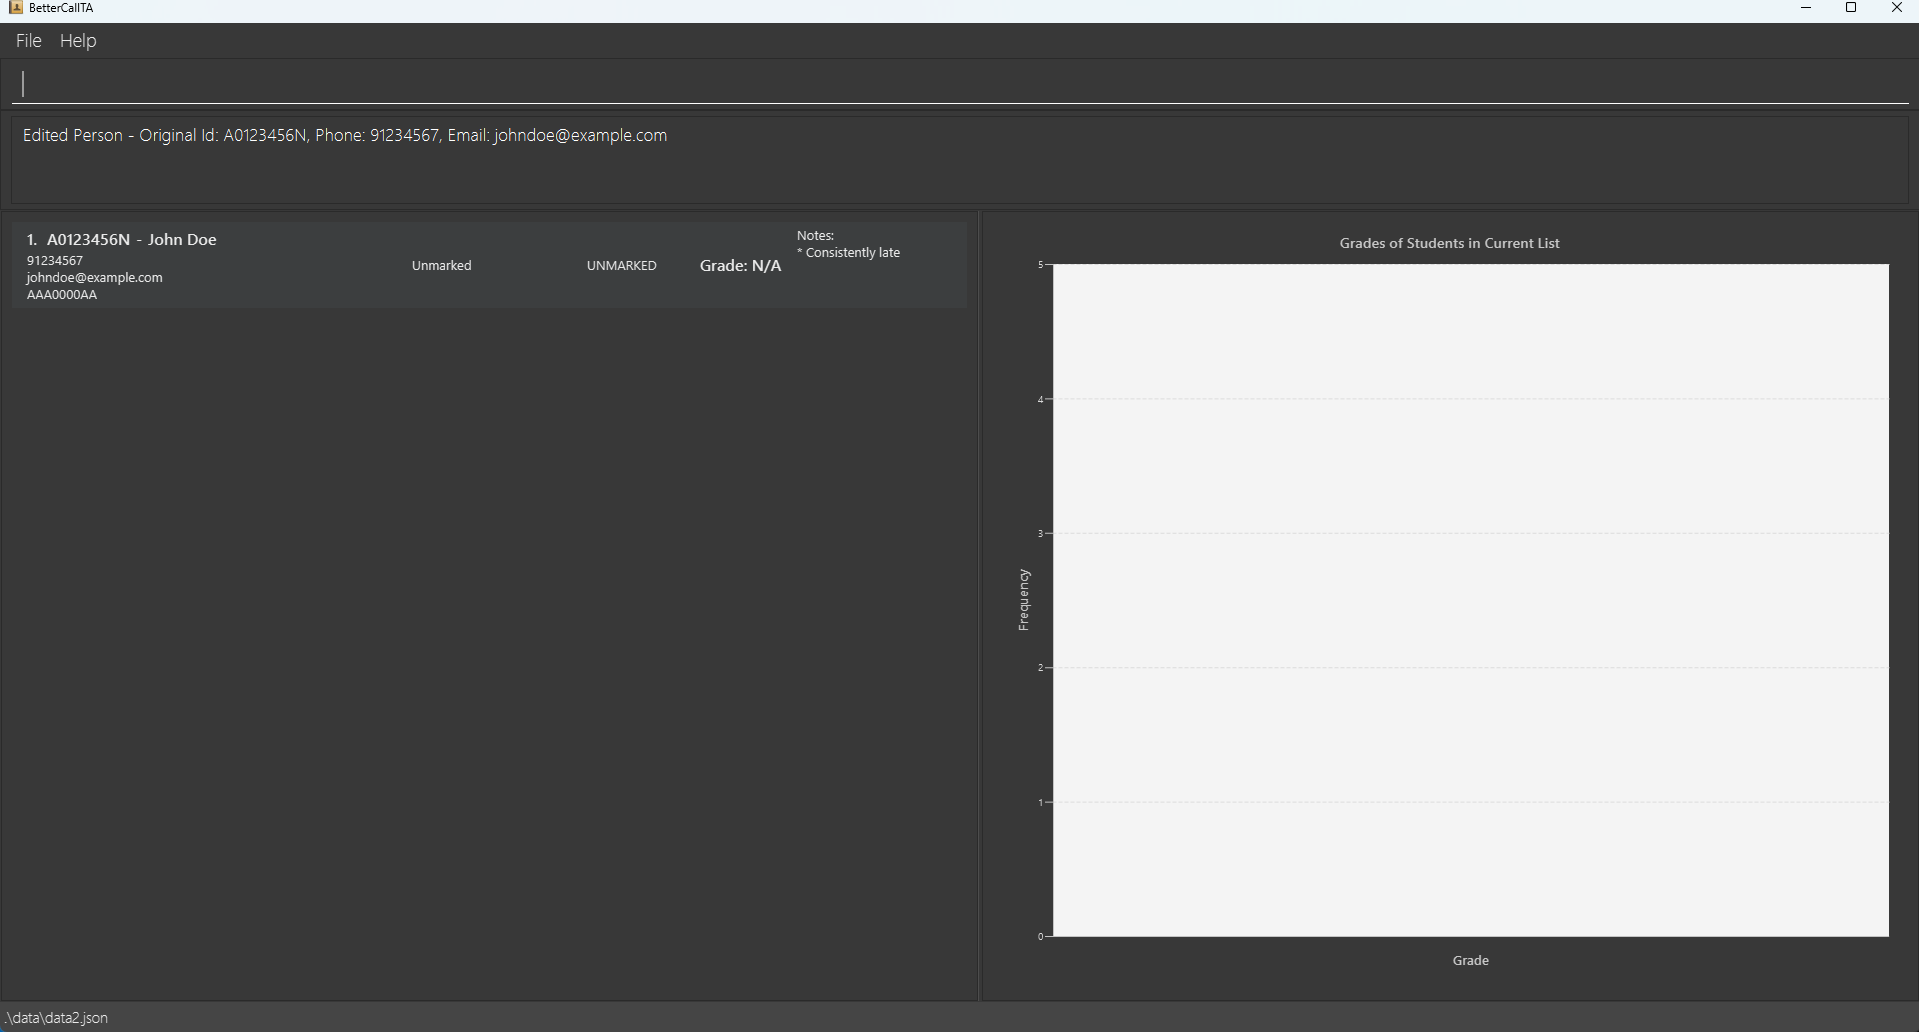 BetterCallTA
File Help
Edited Person - Original Id: A0123456N, Phone: 91234567, Email: johndoe@example.com
1. A0123456N - John Doe
91234567
johndoe@example.com
AAA0000AA
Unmarked
UNMARKED
Grade: N/A
Notes:
* Consistently late
Grades of Students in Current List
5
4
3
2
1
0
Frequency
Grade
.\data\data2.json